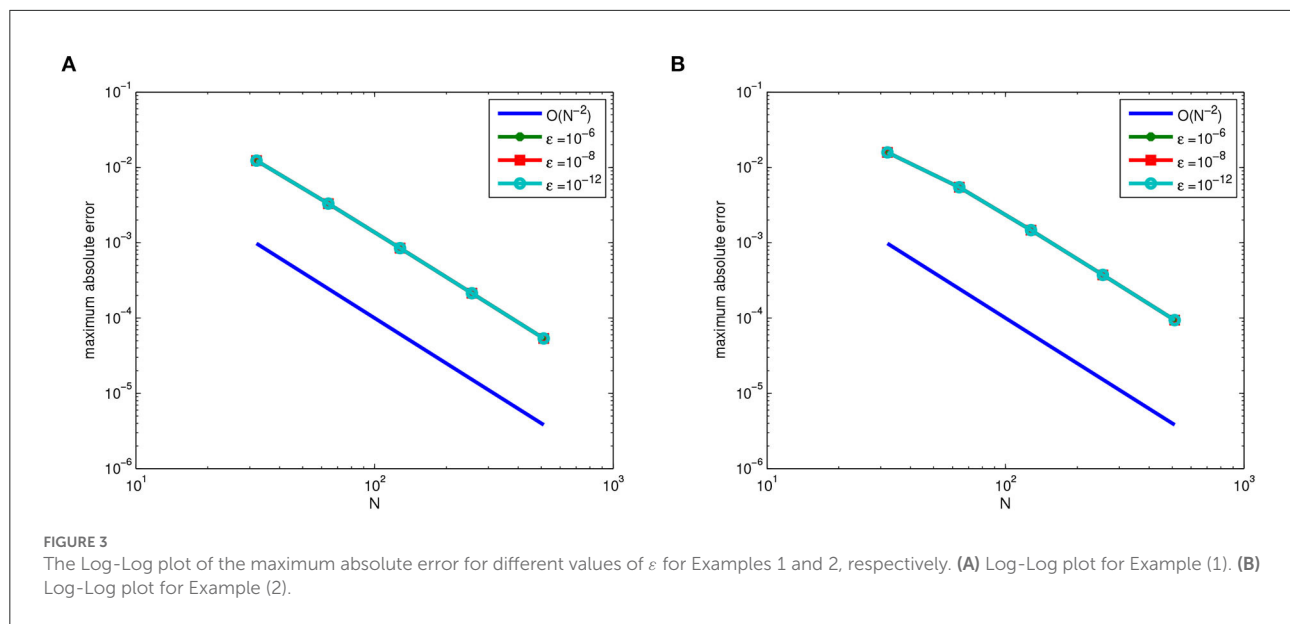 A
10^-1
10^-2
10^-3
10^-4
10^-5
10^-6
maximum absolute error
10^1
10^2
10^3
N
O(N^-2)
ε =10^-6
ε =10^-8
ε =10^-12
B
10^-1
10^-2
10^-3
10^-4
10^-5
10^-6
maximum absolute error
10^1
10^2
10^3
N
O(N^-2)
ε =10^-6
ε =10^-8
ε =10^-12
FIGURE 3
The Log-Log plot of the maximum absolute error for different values of ε for Examples 1 and 2, respectively. (A) Log-Log plot for Example (1). (B)
Log-Log plot for Example (2).